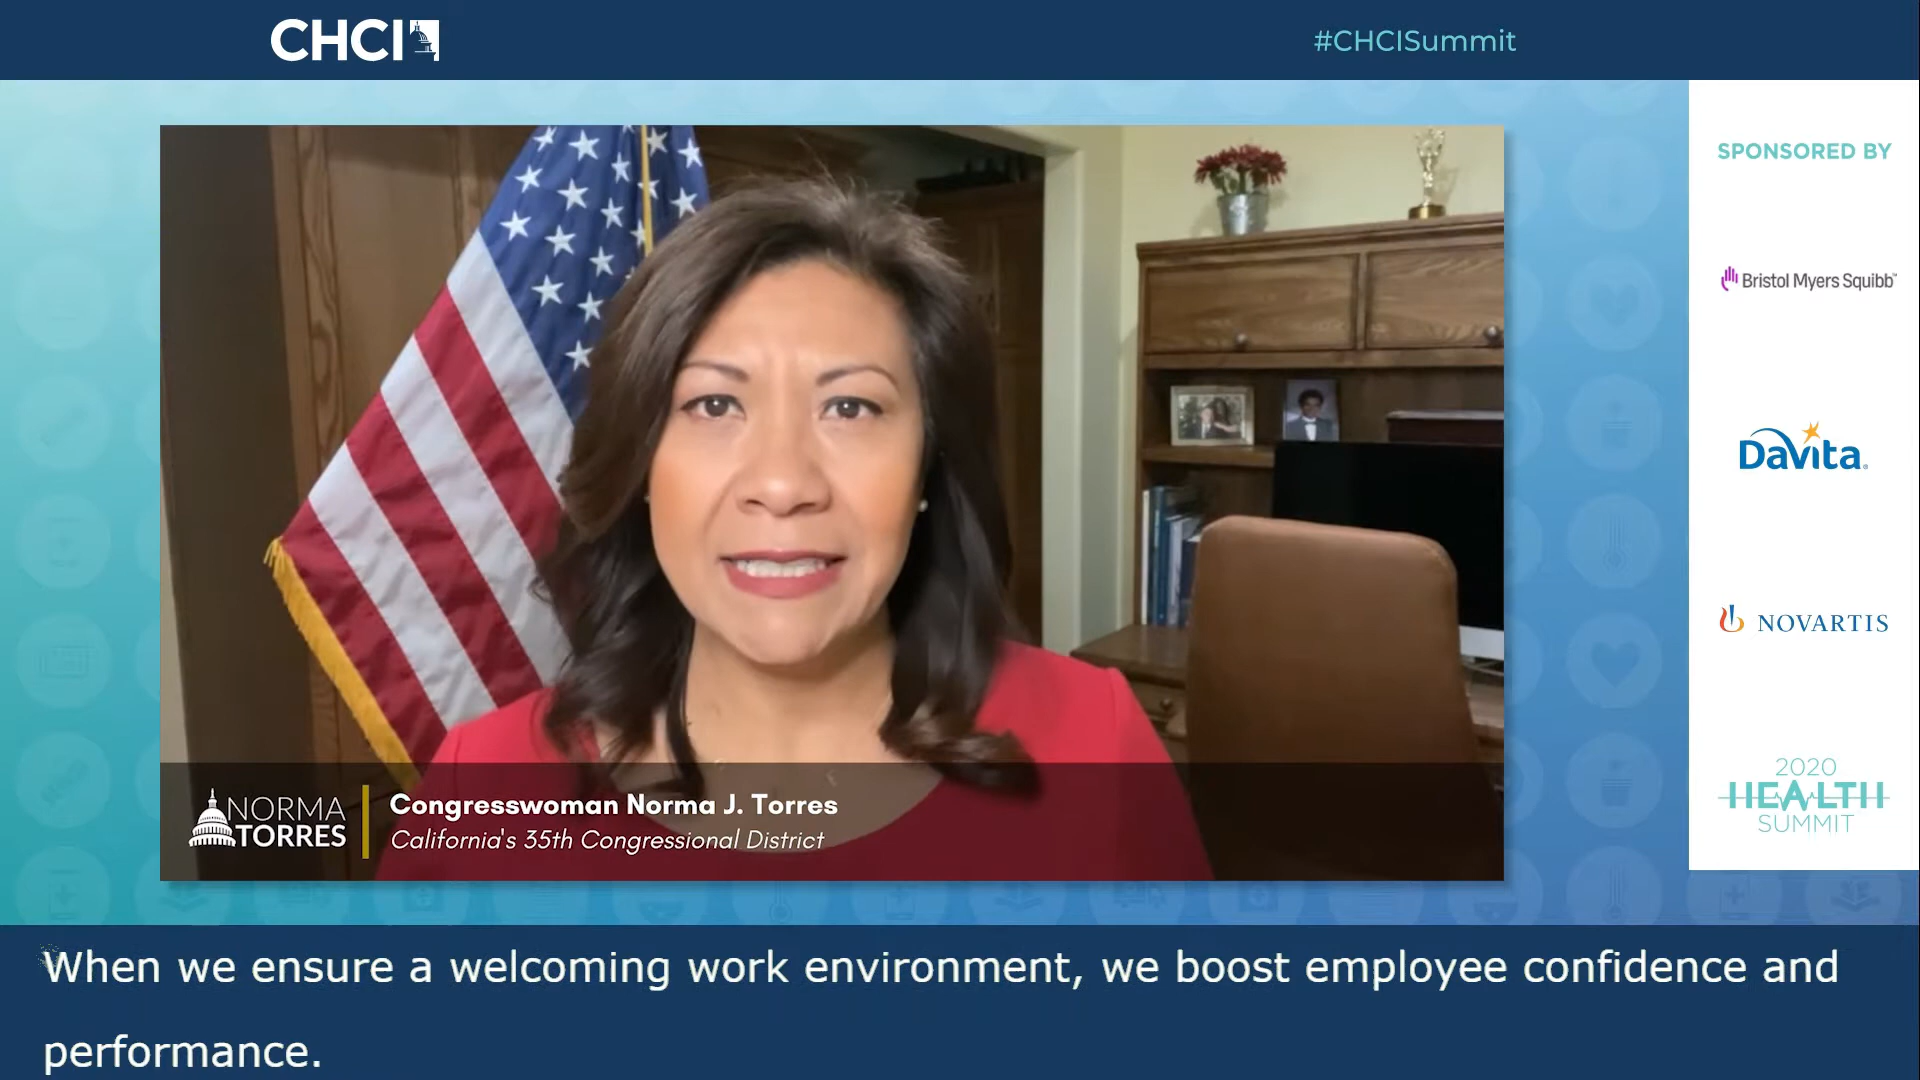 CHCI
#CHCISummit
SPONSORED BY
Bristol Myers Squibb™
DaVita®
NOVARTIS
2020
HEALTH
SUMMIT
NORMA
TORRES
Congresswoman Norma J. Torres
California's 35th Congressional District
When we ensure a welcoming work environment, we boost employee confidence and
performance.